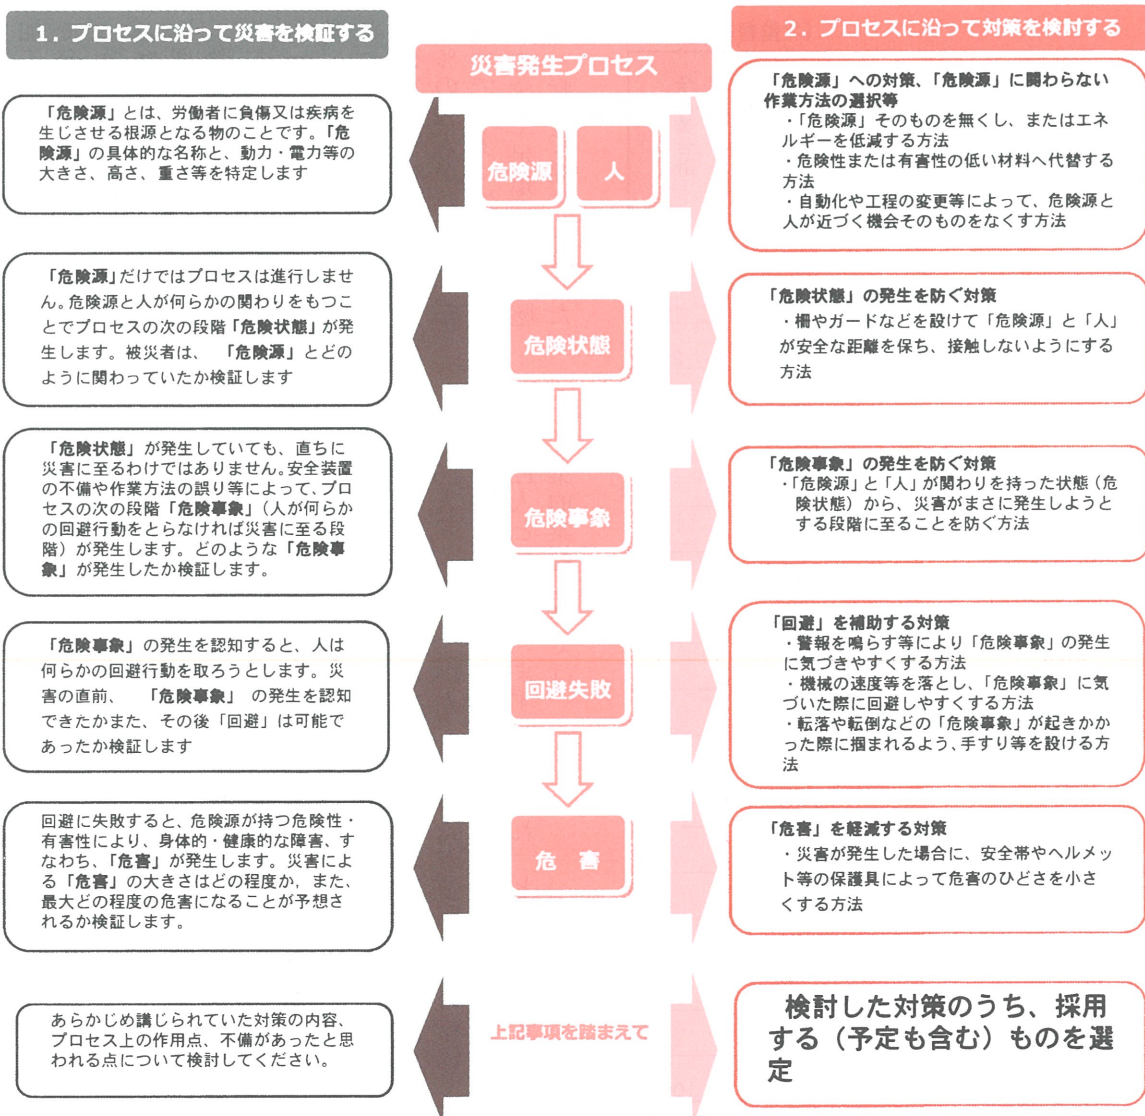 1. プロセスに沿って災害を検証する
「危険源」とは、労働者に負傷又は疾病を
生じさせる根源となる物のことです。「危
険源」の具体的な名称と、動力・電力等の
大きさ、高さ、重さ等を特定します
「危険源」だけではプロセスは進行しませ
ん。危険源と人が何らかの関わりをもつこ
とでプロセスの次の段階「危険状態」が発
生します。被災者は、 「危険源」とどの
ように関わっていたか検証します
「危険状態」が発生していても、直ちに
災害に至るわけではありません。安全装置
の不備や作業方法の誤り等によって、プロ
セスの次の段階「危険事象」(人が何らか
の回避行動をとらなければ災害に至る段
階)が発生します。どのような「危険事
象」が発生したか検証します。
「危険事象」の発生を認知すると、人は
何らかの回避行動を取ろうとします。災
害の直前、 「危険事象」 の発生を認知
できたかまた、その後「回避」は可能で
あったか検証します
回避に失敗すると、危険源が持つ危険性・
有害性により、身体的・健康的な障害、す
なわち、「危害」が発生します。災害によ
る「危害」の大きさはどの程度か, また、
最大どの程度の危害になることが予想さ
れるか検証します。
あらかじめ講じられていた対策の内容、
プロセス上の作用点、不備があったと思
われる点について検討してください。
災害発生プロセス
危険源 人
危険状態
危険事象
回避失敗
危 害
上記事項を踏まえて
2. プロセスに沿って対策を検討する
「危険源」への対策、「危険源」に関わらない
作業方法の選択等
・「危険源」そのものを無くし、またはエネ
ルギーを低減する方法
・危険性または有害性の低い材料へ代替する
方法
・自動化や工程の変更等によって、危険源と
人が近づく機会そのものをなくす方法
「危険状態」の発生を防ぐ対策
・柵やガードなどを設けて「危険源」と「人」
が安全な距離を保ち、接触しないようにする
方法
「危険事象」の発生を防ぐ対策
・「危険源」と「人」が関わりを持った状態(危
険状態)から、災害がまさに発生しようと
する段階に至ることを防ぐ方法
「回避」を補助する対策
・警報を鳴らす等により「危険事象」の発生
に気づきやすくする方法
・機械の速度等を落とし、「危険事象」に気
づいた際に回避しやすくする方法
・転落や転倒などの「危険事象」が起きかか
った際に掴まれるよう、手すり等を設ける方
法
「危害」を軽減する対策
・災害が発生した場合に、安全帯やヘルメッ
ト等の保護具によって危害のひどさを小さ
くする方法
検討した対策のうち、採用
する(予定も含む)ものを選
定